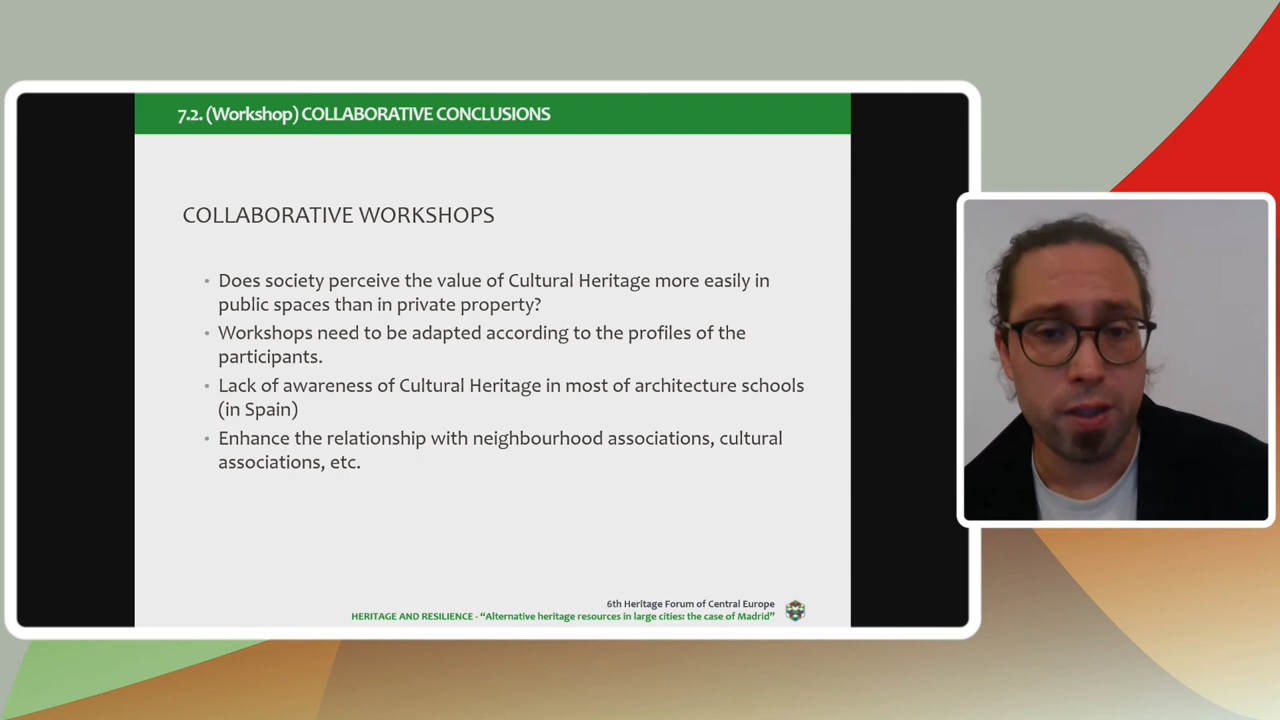 7.2. (Workshop) COLLABORATIVE CONCLUSIONS
COLLABORATIVE WORKSHOPS
• Does society perceive the value of Cultural Heritage more easily in
public spaces than in private property?
• Workshops need to be adapted according to the profiles of the
participants.
• Lack of awareness of Cultural Heritage in most of architecture schools
(in Spain)
• Enhance the relationship with neighbourhood associations, cultural
associations, etc.
6th Heritage Forum of Central Europe
HERITAGE AND RESILIENCE - “Alternative heritage resources in large cities: the case of Madrid”